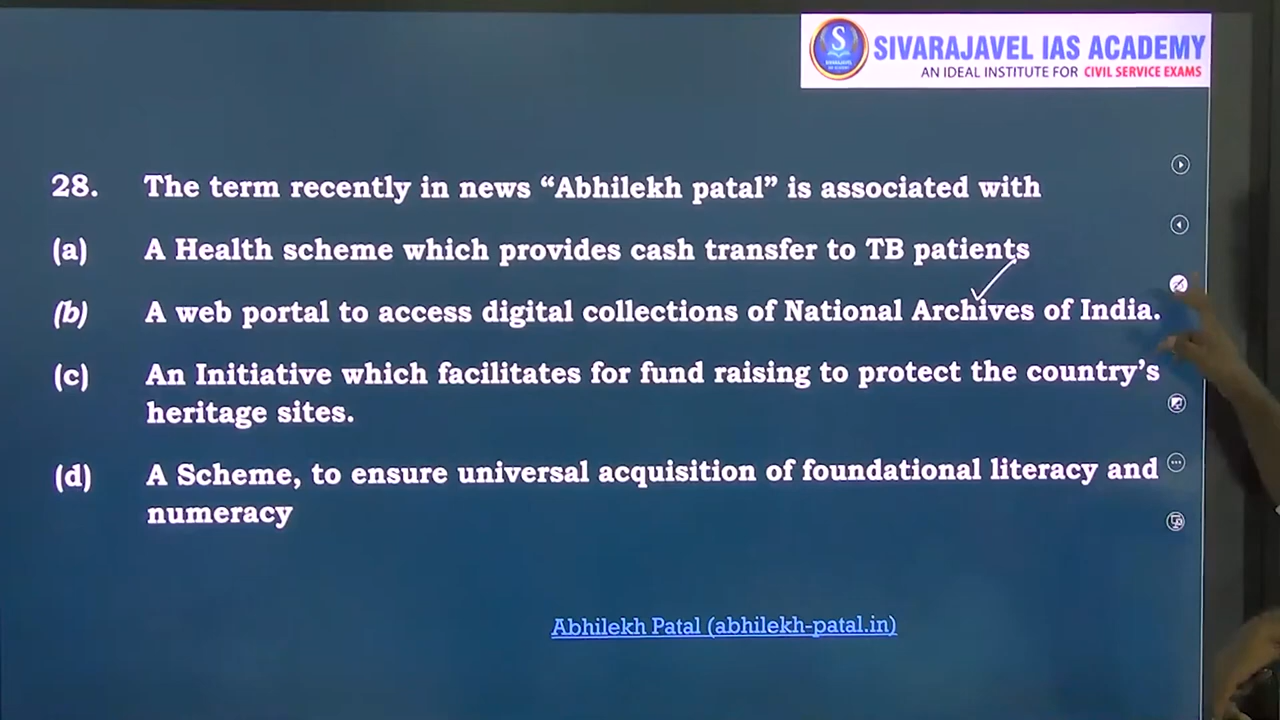 SIVARAJAVEL IAS ACADEMY
AN IDEAL INSTITUTE FOR CIVIL SERVICE EXAMS
28. The term recently in news “Abhilekh patal” is associated with
(a) A Health scheme which provides cash transfer to TB patients
(b) A web portal to access digital collections of National Archives of India.
(c) An Initiative which facilitates for fund raising to protect the country’s
heritage sites.
(d) A Scheme, to ensure universal acquisition of foundational literacy and
numeracy
Abhilekh Patal (abhilekh-patal.in)